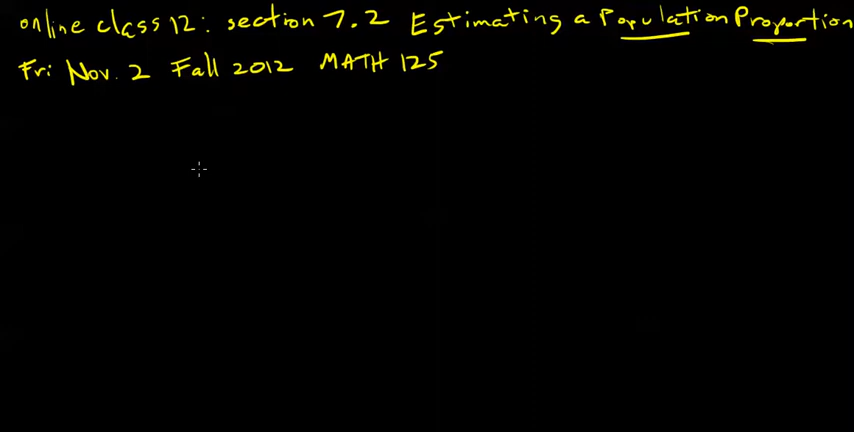 online class 12: section 7.2 Estimating a Population Proportion
Fri Nov. 2 Fall 2012 MATH 125